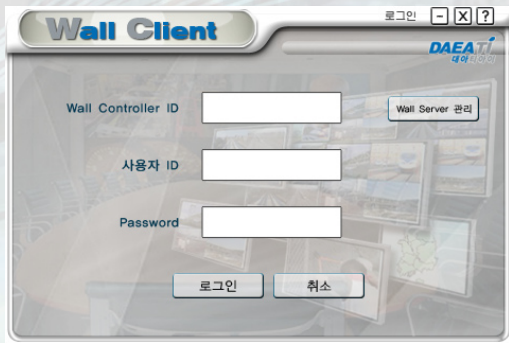 Wall Client
로그인 - X ?
DAEATi
대아티아이
Wall Controller ID
Wall Server 관리
사용자 ID
Password
로그인 취소